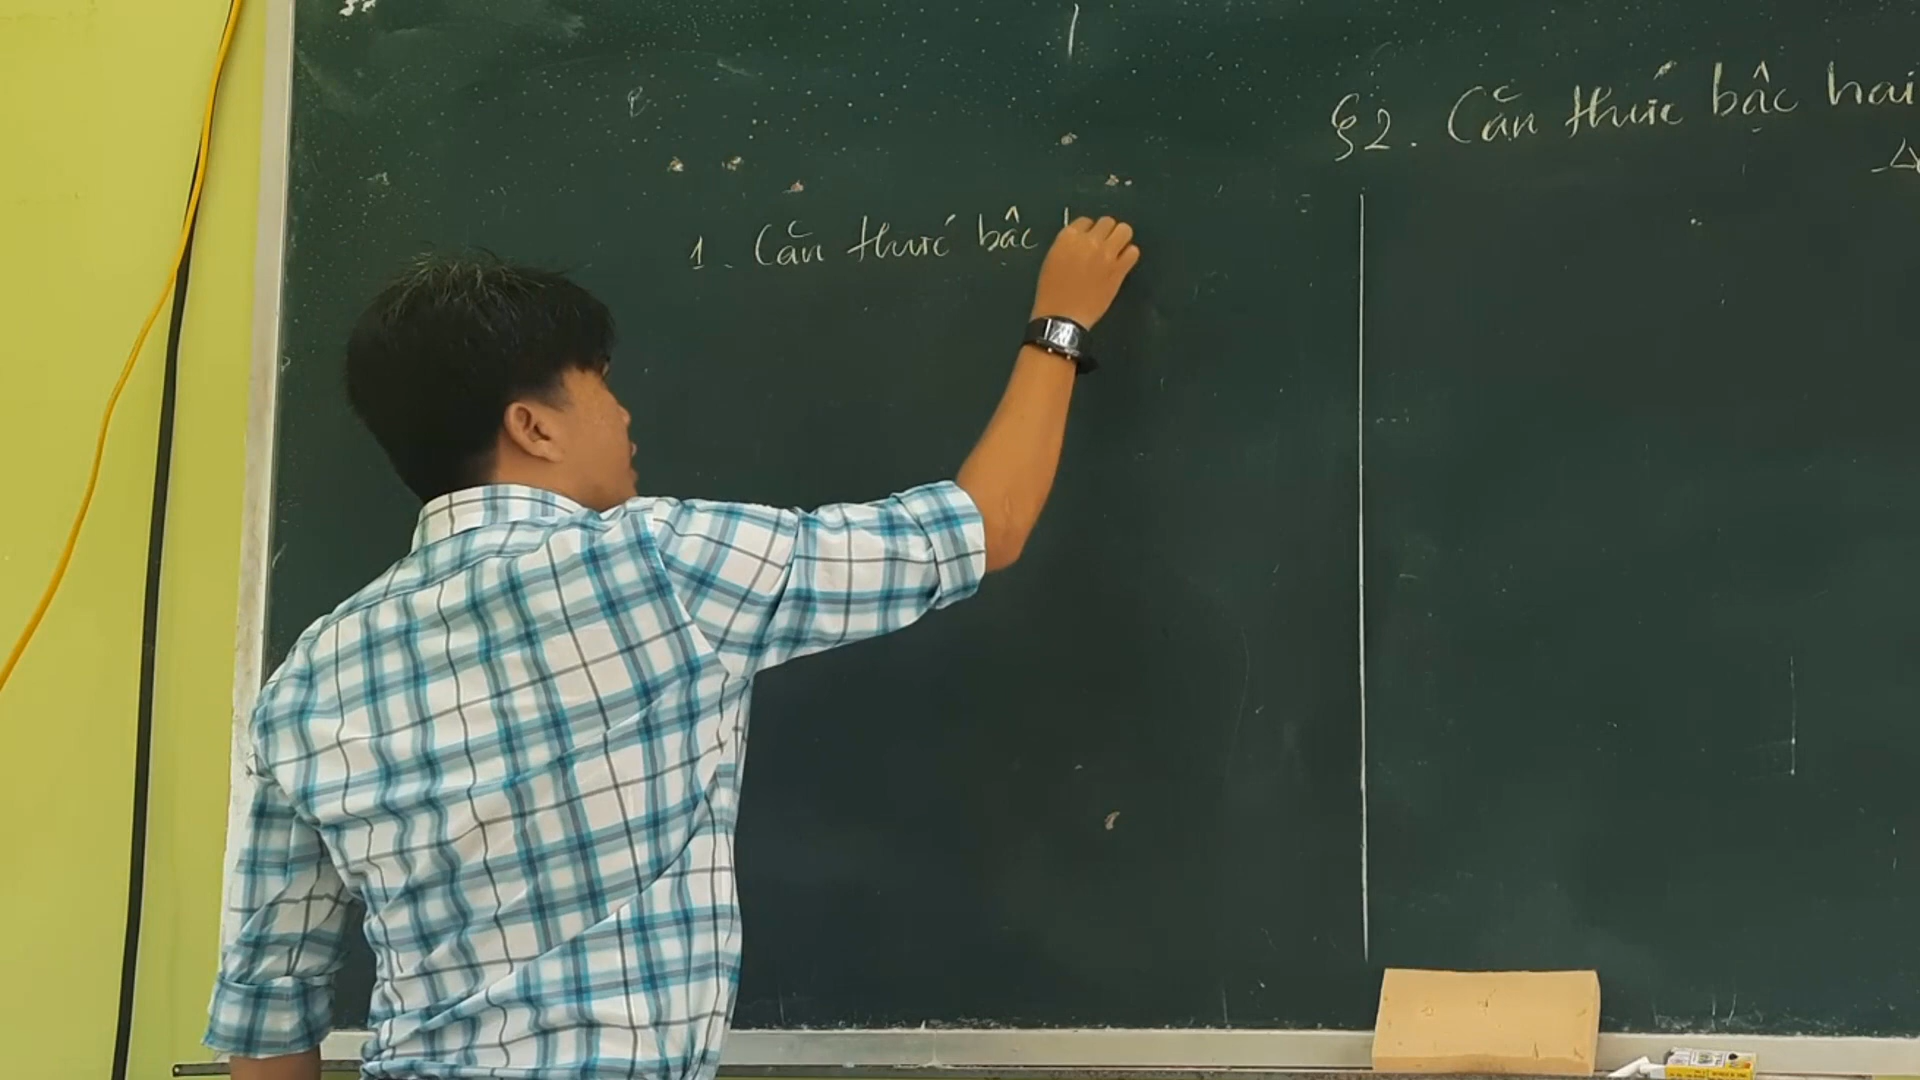 §2. Căn thức bậc hai
1. Căn thức bậc